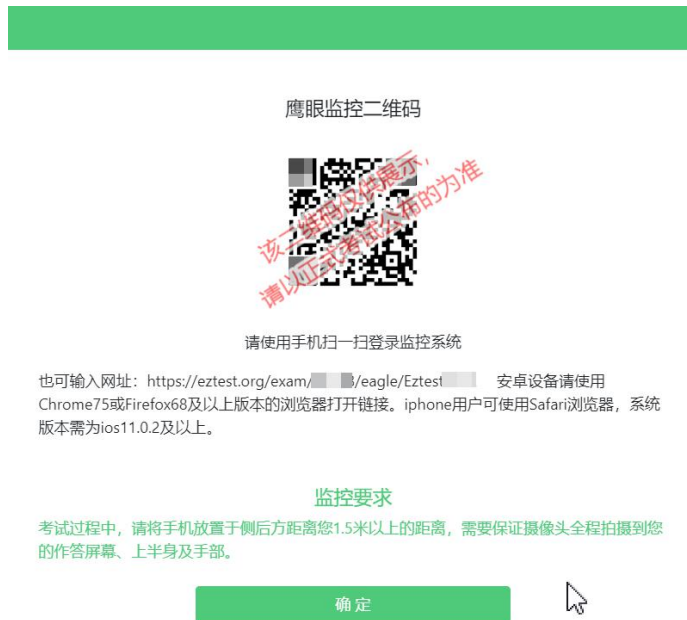 鹰眼监控二维码
该二维码仅供展示，
请以正式考试公布的为准
请使用手机扫一扫登录监控系统
也可输入网址：https://eztest.org/exam/ /eagle/Eztest 安卓设备请使用
Chrome75或Firefox68及以上版本的浏览器打开链接。iphone用户可使用Safari浏览器，系统
版本需为ios11.0.2及以上。
监控要求
考试过程中，请将手机放置于侧后方距离您1.5米以上的距离，需要保证摄像头全程拍摄到您
的作答屏幕、上半身及手部。
确定